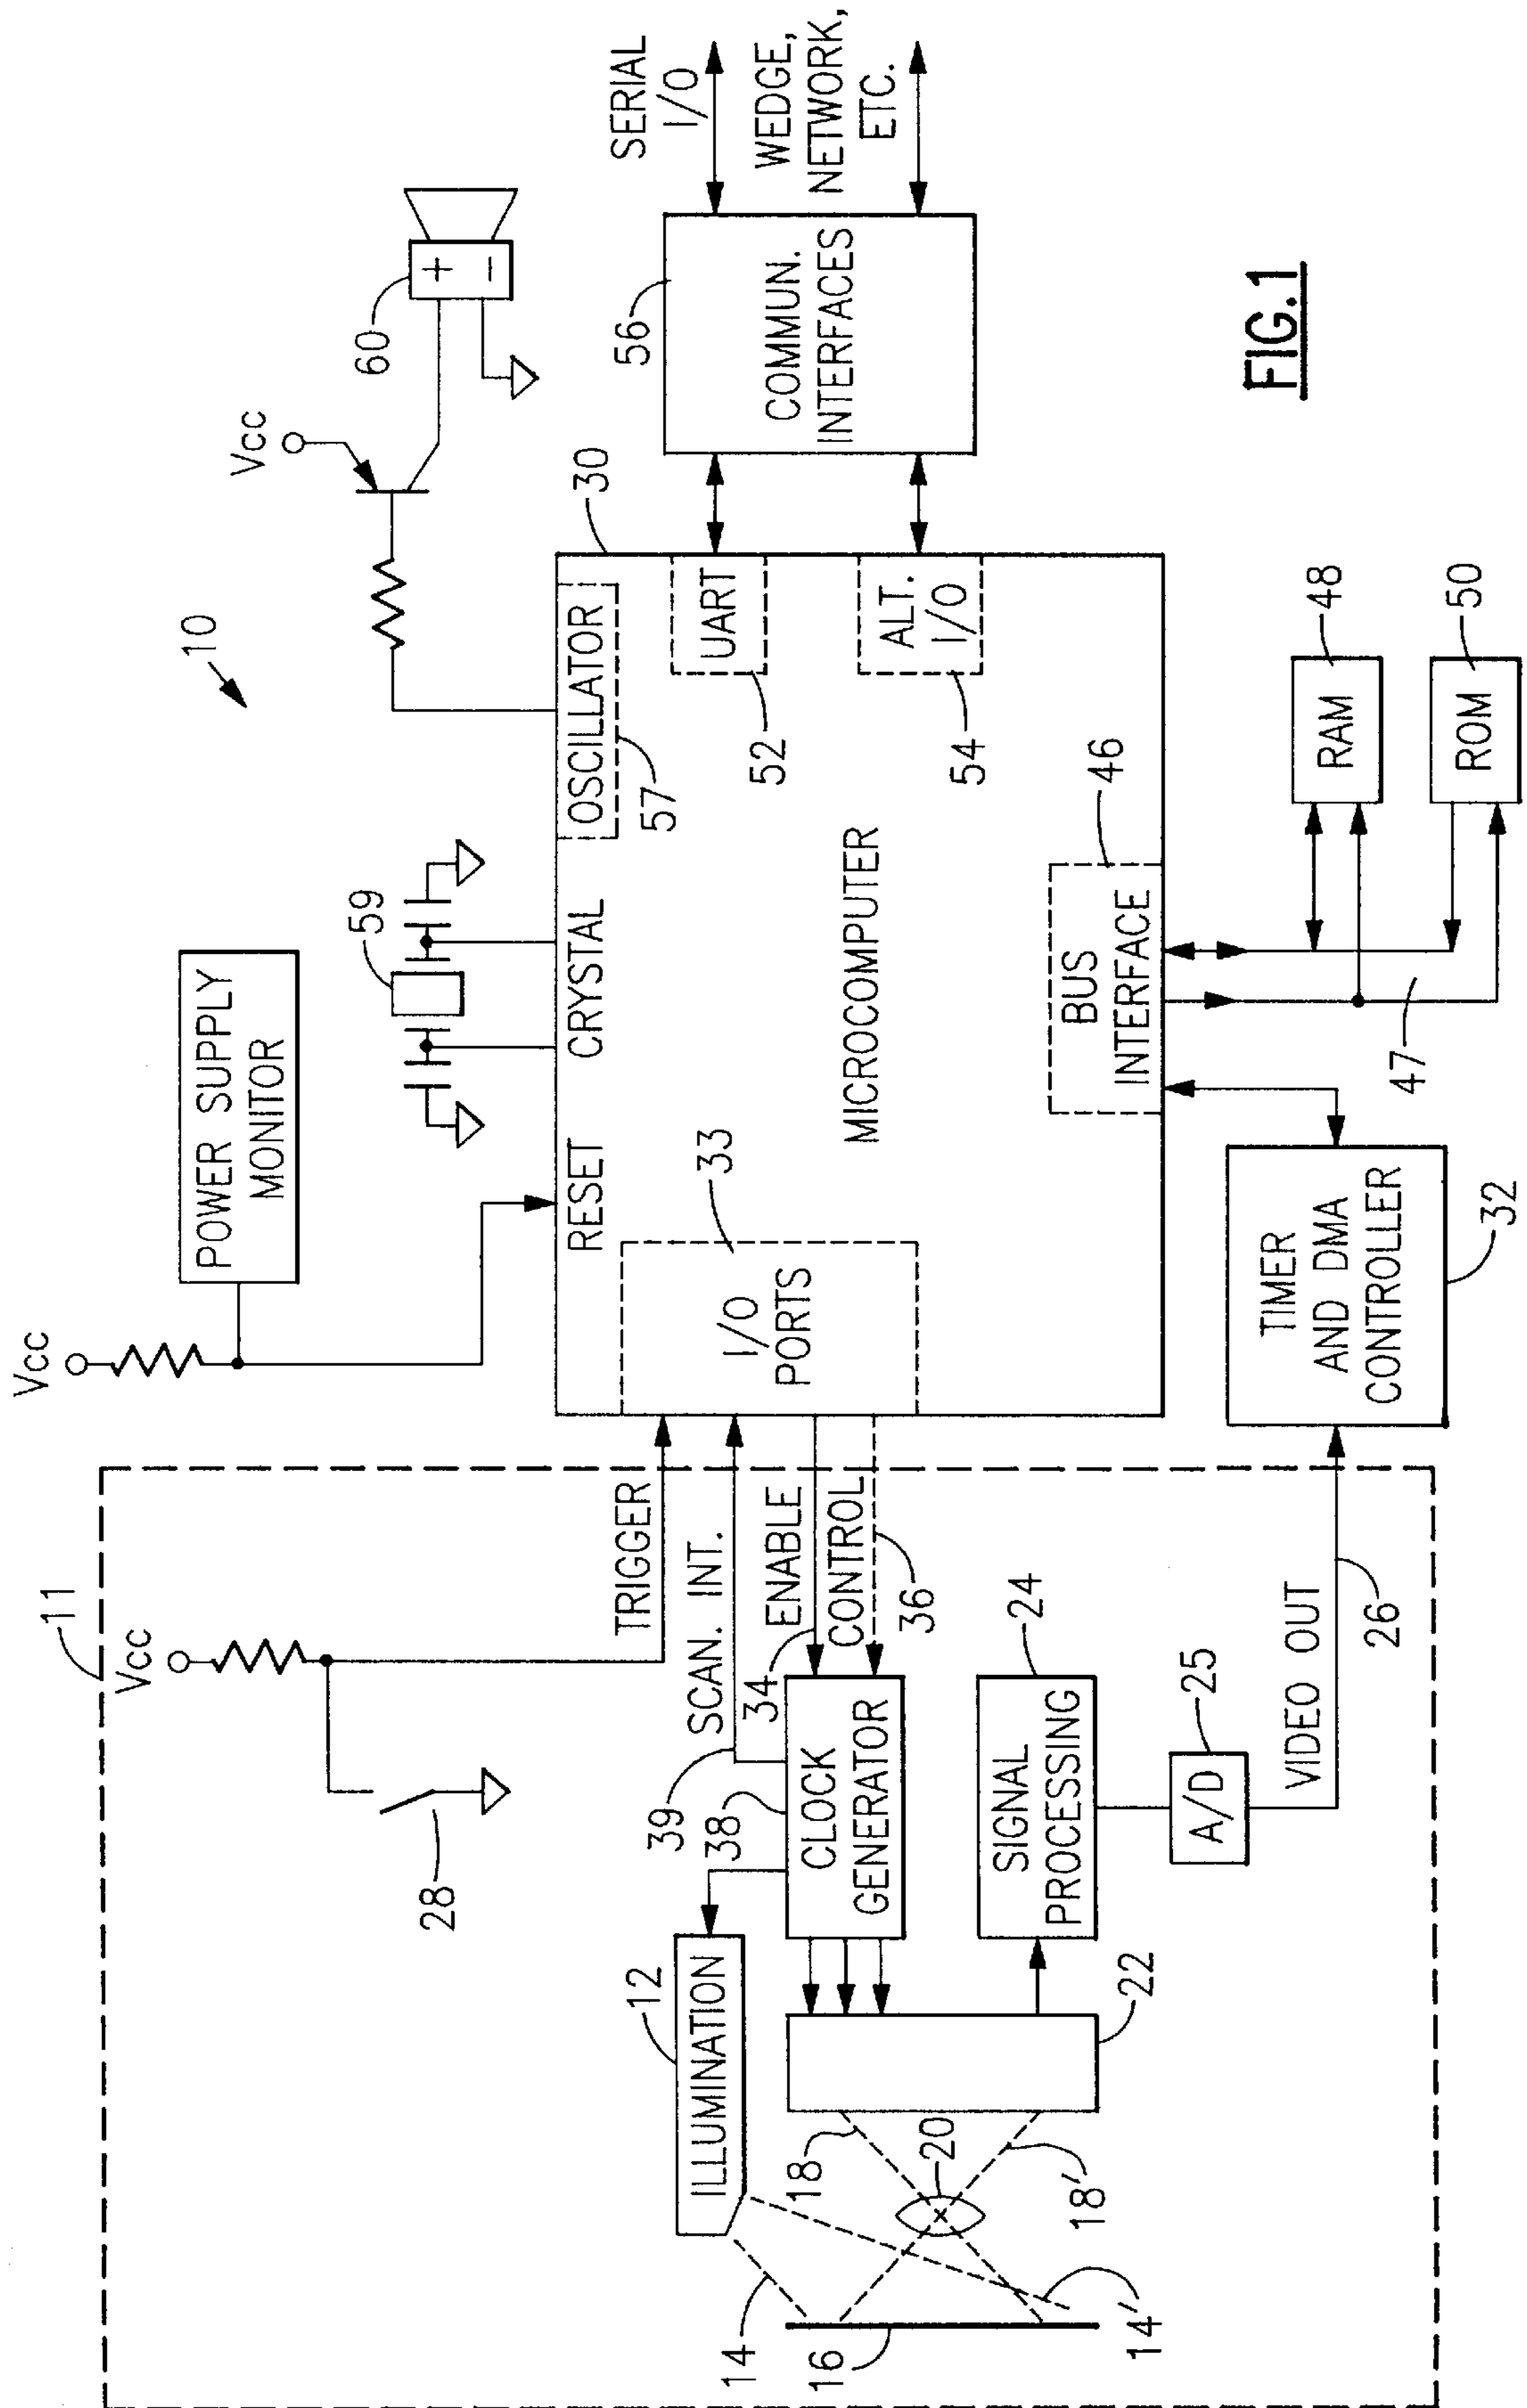 11
Vcc
28
TRIGGER
SCAN. INT.
39
38
34
ENABLE
CONTROL
36
12
ILLUMINATION
CLOCK
GENERATOR
14
16
14'
18
20
18'
22
SIGNAL
PROCESSING
24
A/D
25
VIDEO OUT
26
Vcc
POWER SUPPLY
MONITOR
10
59
RESET
CRYSTAL
OSCILLATOR
57
30
I/O
PORTS
33
MICROCOMPUTER
UART
52
ALT.
I/O
54
BUS
INTERFACE
46
TIMER
AND DMA
CONTROLLER
32
47
RAM
48
ROM
50
Vcc
60
+
–
56
COMMUN.
INTERFACES
SERIAL
I/O
WEDGE,
NETWORK,
ETC.
FIG.1